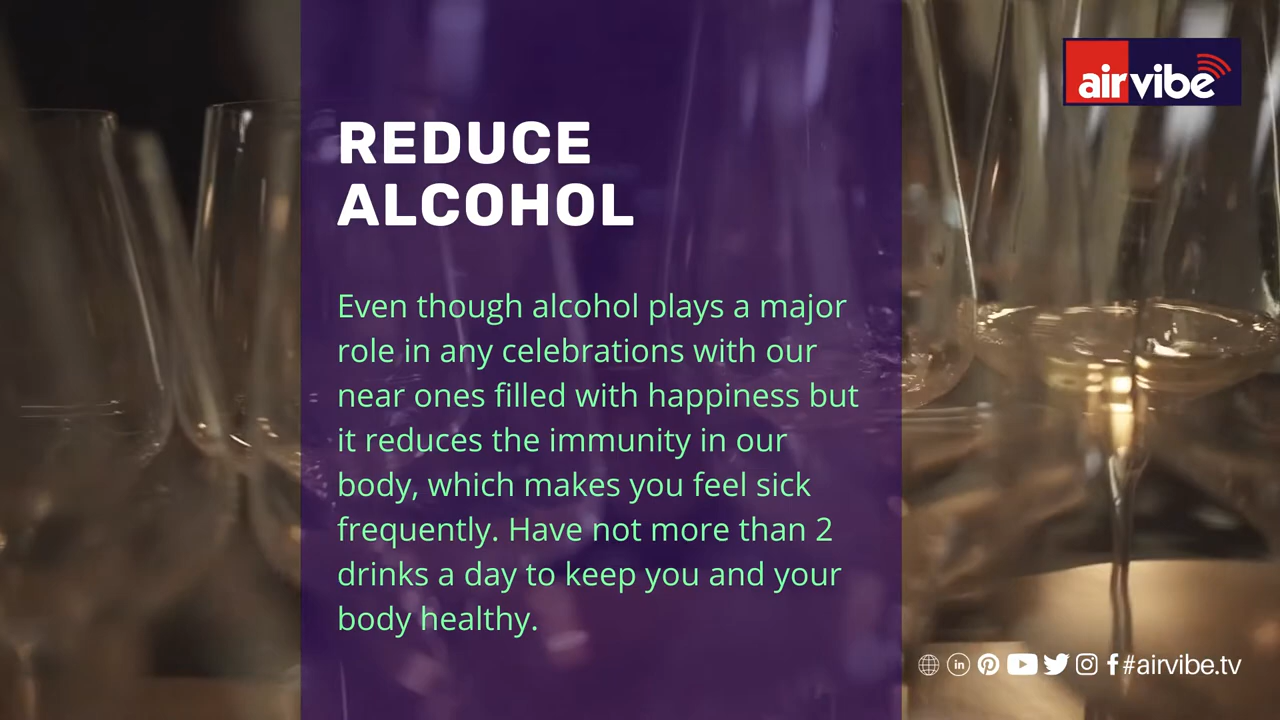 airvibe
REDUCE
ALCOHOL
Even though alcohol plays a major
role in any celebrations with our
near ones filled with happiness but
it reduces the immunity in our
body, which makes you feel sick
frequently. Have not more than 2
drinks a day to keep you and your
body healthy.
#airvibe.tv